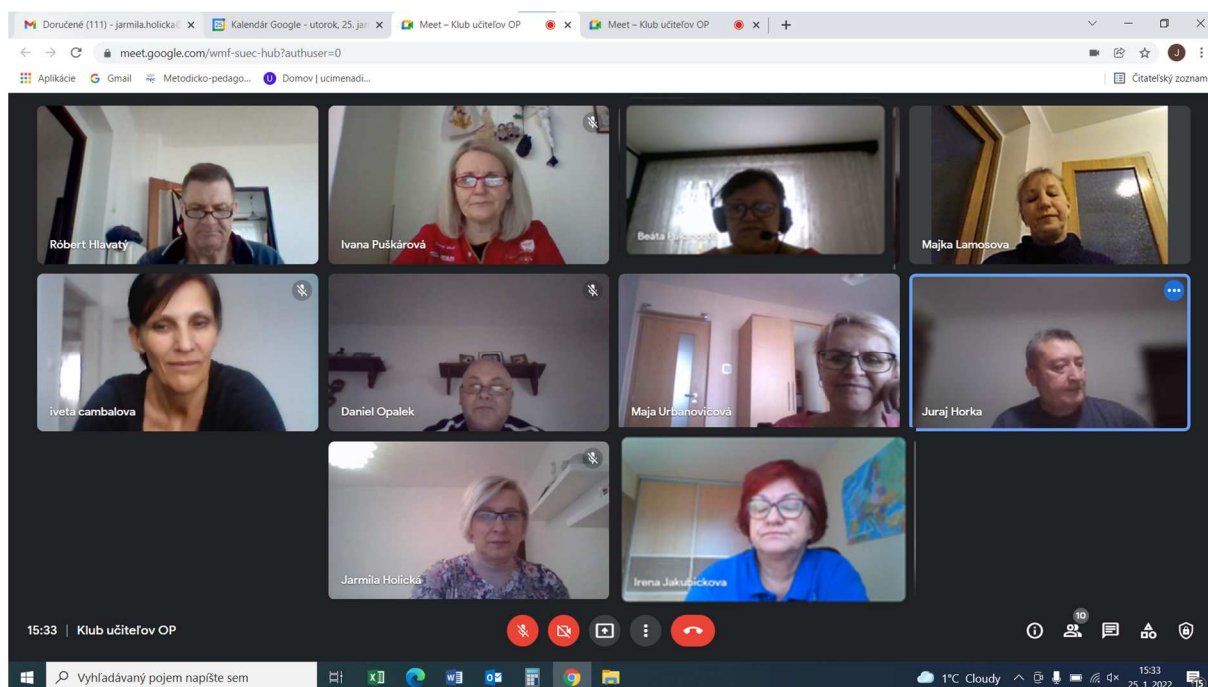 Doručené (111) - jarmila.holicka
Kalendár Google - utorok, 25. jan
Meet – Klub učiteľov OP
Meet – Klub učiteľov OP
meet.google.com/wmf-suec-hub?authuser=0
J
Aplikácie
Gmail
Metodicko-pedago...
Domov | ucimenadi...
Čitateľský zoznam
Róbert Hlavatý
Ivana Puškárová
Beáta
Majka Lamosova
iveta cambalova
Daniel Opalek
Maja Urbanovičová
Juraj Horka
Jarmila Holická
Irena Jakubickova
15:33 | Klub učiteľov OP
10
Vyhľadávaný pojem napíšte sem
1°C Cloudy
15:33
25. 1. 2022
15